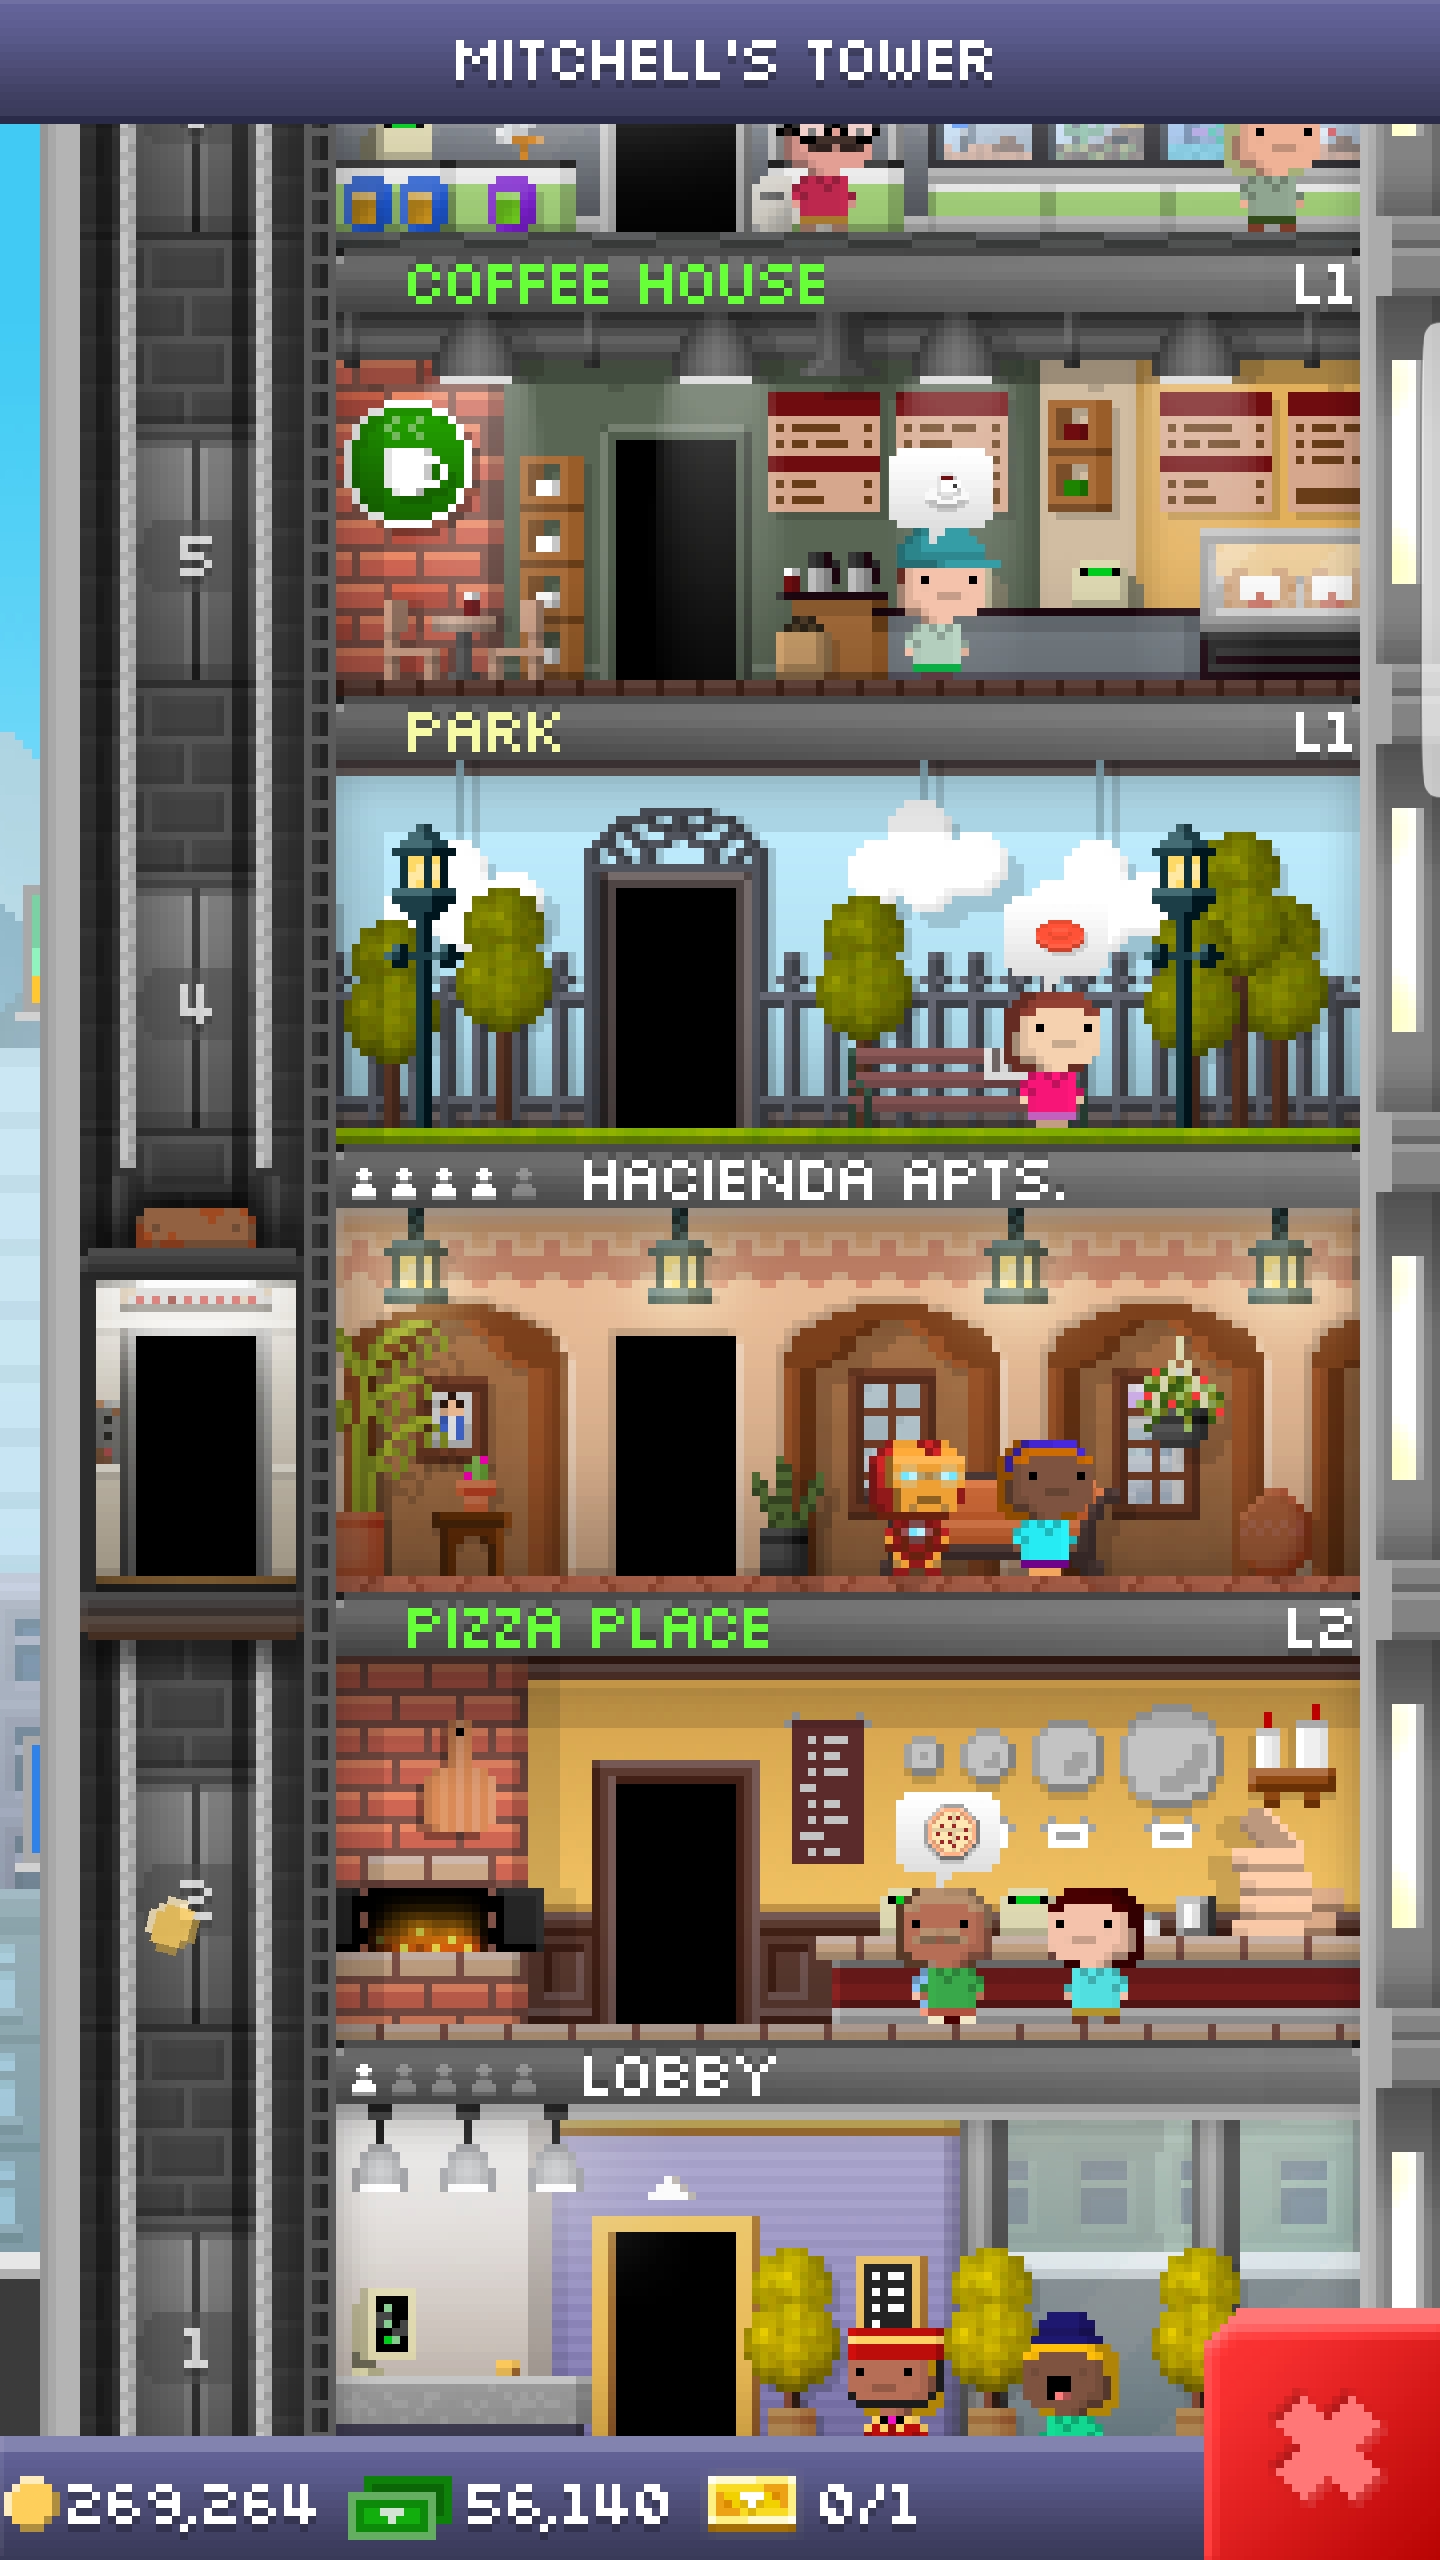 MITCHELL'S TOWER
COFFEE HOUSE L1
5
PARK L1
4
HACIENDA APTS.
PIZZA PLACE L2
2
LOBBY
1
269,264 56,140 0/1